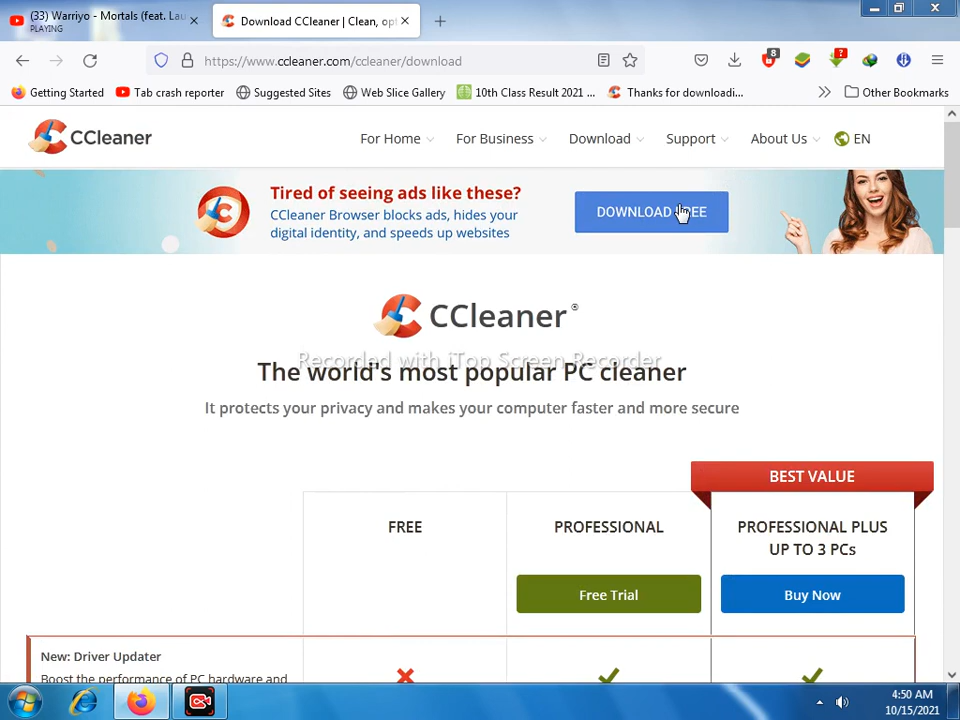 (33) Warriyo - Mortals (feat. Lau
PLAYING
Download CCleaner | Clean, opt
https://www.ccleaner.com/ccleaner/download
8
?
Getting Started
Tab crash reporter
Suggested Sites
Web Slice Gallery
10th Class Result 2021 ...
Thanks for downloadi...
Other Bookmarks
CCleaner
For Home
For Business
Download
Support
About Us
EN
Tired of seeing ads like these?
CCleaner Browser blocks ads, hides your
digital identity, and speeds up websites
DOWNLOAD FREE
CCleaner®
Recorded with iTop Screen Recorder
The world's most popular PC cleaner
It protects your privacy and makes your computer faster and more secure
BEST VALUE
FREE
PROFESSIONAL
PROFESSIONAL PLUS
UP TO 3 PCs
Free Trial
Buy Now
New: Driver Updater
Boost the performance of PC hardware and
4:50 AM
10/15/2021